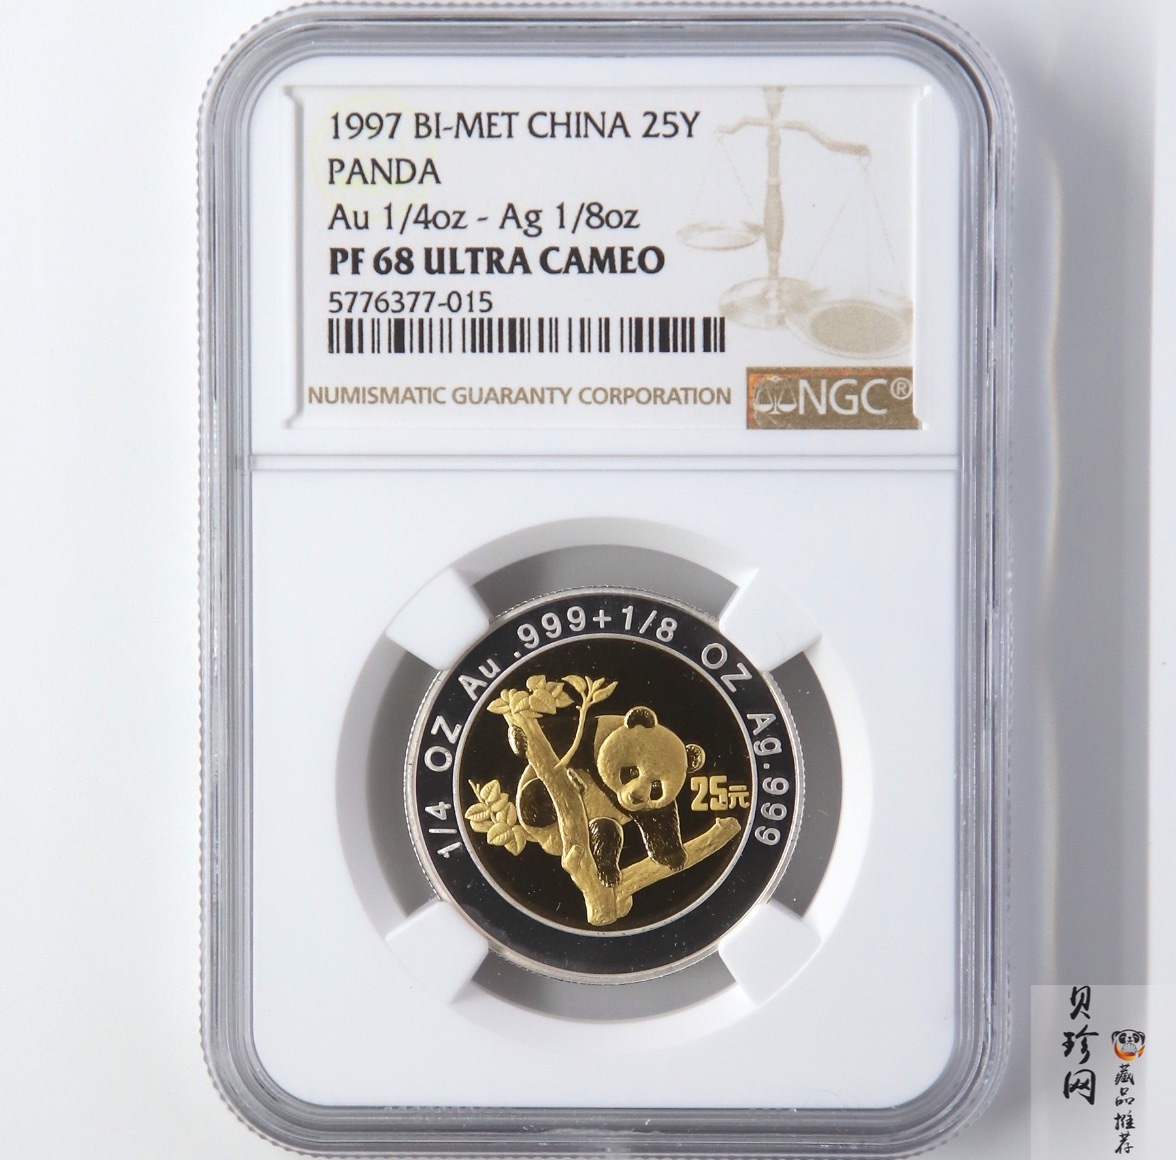 1997 BI-MET CHINA 25Y
PANDA
Au 1/4oz - Ag 1/8oz
PF 68 ULTRA CAMEO
5776377-015
NUMISMATIC GUARANTY CORPORATION
NGC®
1/4 OZ Au .999+1/8 OZ Ag.999
25元
贝珍网
藏品推荐